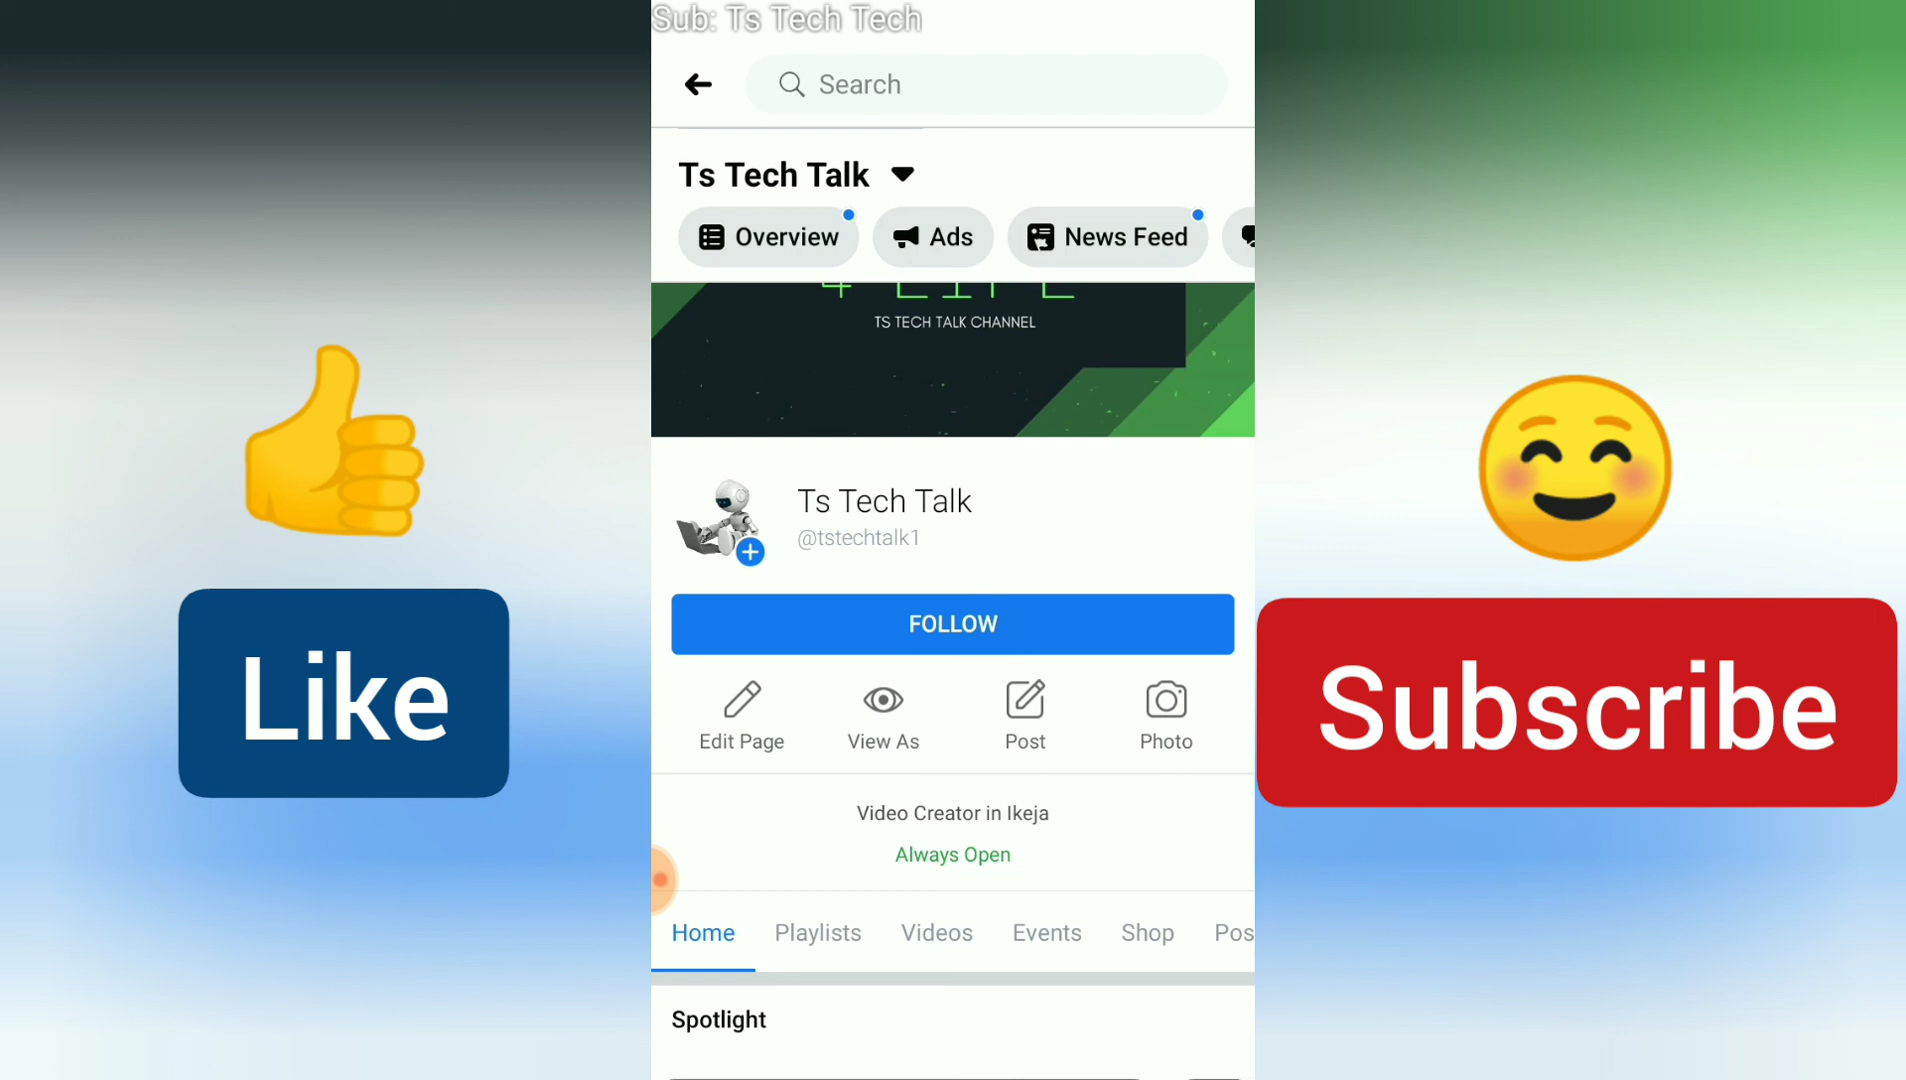 Sub: Ts Tech Tech
Search
Ts Tech Talk
Overview
Ads
News Feed
4 LIFE
TS TECH TALK CHANNEL
Ts Tech Talk
@tstechtalk1
FOLLOW
Edit Page
View As
Post
Photo
Video Creator in Ikeja
Always Open
Home
Playlists
Videos
Events
Shop
Pos
Spotlight
Like
Subscribe